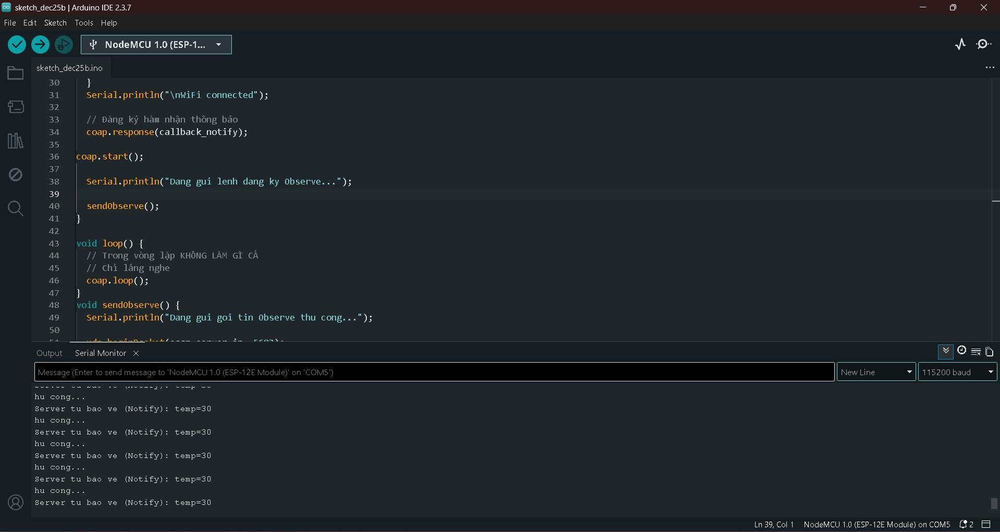 sketch_dec25b | Arduino IDE 2.3.7
File Edit Sketch Tools Help
NodeMCU 1.0 (ESP-1...
sketch_dec25b.ino
30 }
31 Serial.println("\nWiFi connected");
32
33 // Đăng ký hàm nhận thông báo
34 coap.response(callback_notify);
35
36 coap.start();
37
38 Serial.println("Dang gui lenh dang ky Observe...");
39
40 sendObserve();
41 }
42
43 void loop() {
44 // Trong vòng lặp KHÔNG LÀM GÌ CẢ
45 // Chỉ lắng nghe
46 coap.loop();
47 }
48 void sendObserve() {
49 Serial.println("Dang gui goi tin Observe thu cong...");
50
Output Serial Monitor
Message (Enter to send message to 'NodeMCU 1.0 (ESP-12E Module)' on 'COM5')
New Line
115200 baud
hu cong...
Server tu bao ve (Notify): temp=30
hu cong...
Server tu bao ve (Notify): temp=30
hu cong...
Server tu bao ve (Notify): temp=30
hu cong...
Server tu bao ve (Notify): temp=30
hu cong...
Server tu bao ve (Notify): temp=30
Ln 39, Col 1 NodeMCU 1.0 (ESP-12E Module) on COM5 2